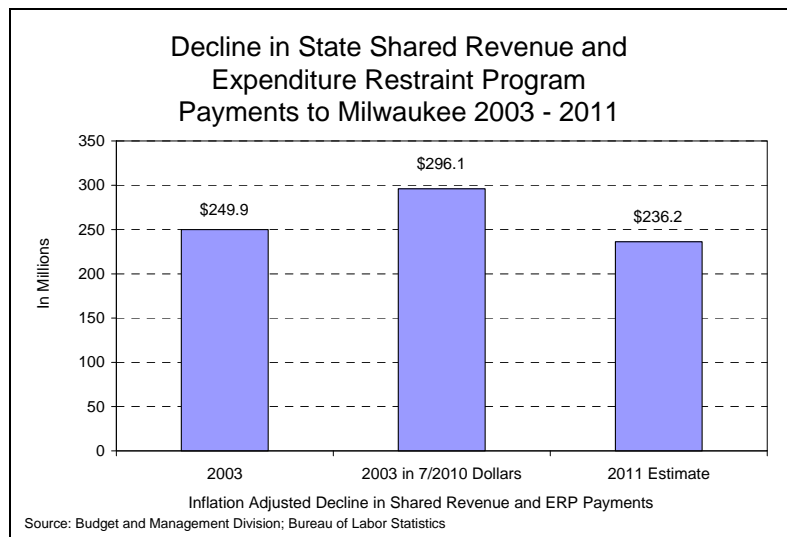 Decline in State Shared Revenue and
Expenditure Restraint Program
Payments to Milwaukee 2003 - 2011
350
300
250
200
150
100
50
0
In Millions
$249.9
$296.1
$236.2
2003
2003 in 7/2010 Dollars
2011 Estimate
Inflation Adjusted Decline in Shared Revenue and ERP Payments
Source: Budget and Management Division; Bureau of Labor Statistics